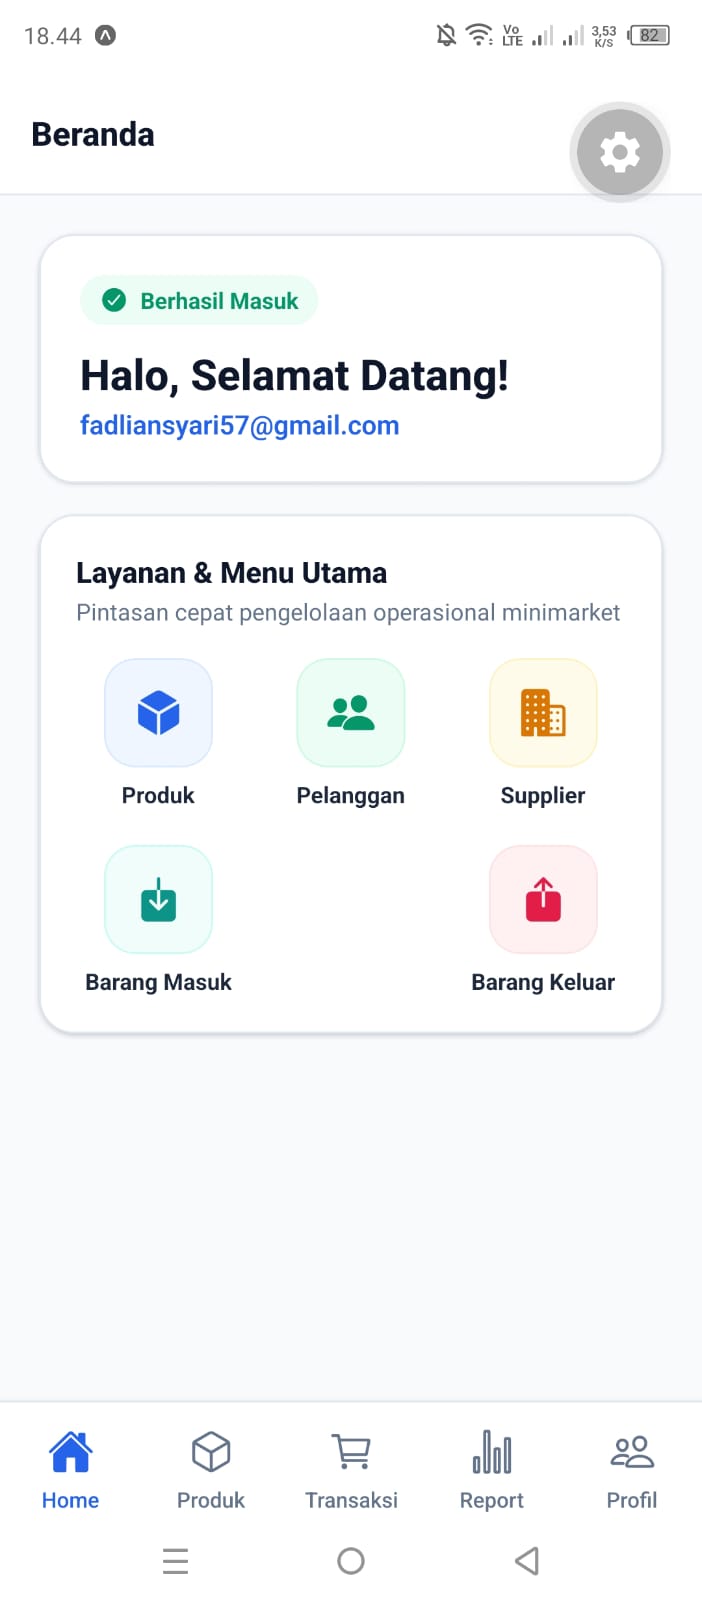 18.44
Vo
LTE
3,53
K/S
82
Beranda
Berhasil Masuk
Halo, Selamat Datang!
fadliansyari57@gmail.com
Layanan & Menu Utama
Pintasan cepat pengelolaan operasional minimarket
Produk Pelanggan Supplier
Barang Masuk Barang Keluar
Home Produk Transaksi Report Profil